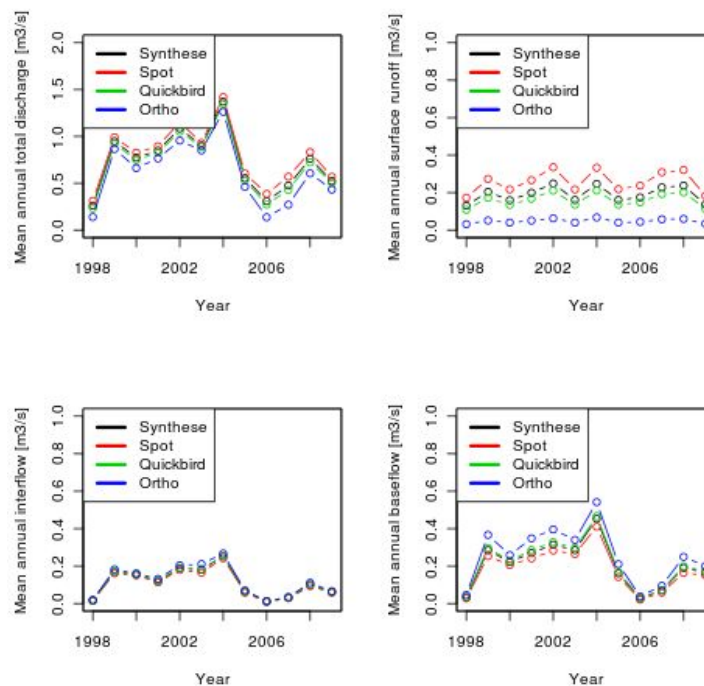 Mean annual total discharge [m3/s]
0.0 0.5 1.0 1.5 2.0
Synthese
Spot
Quickbird
Ortho
1998 2002 2006
Year
Mean annual surface runoff [m3/s]
0.0 0.2 0.4 0.6 0.8 1.0
Synthese
Spot
Quickbird
Ortho
1998 2002 2006
Year
Mean annual interflow [m3/s]
0.0 0.2 0.4 0.6 0.8 1.0
Synthese
Spot
Quickbird
Ortho
1998 2002 2006
Year
Mean annual baseflow [m3/s]
0.0 0.2 0.4 0.6 0.8 1.0
Synthese
Spot
Quickbird
Ortho
1998 2002 2006
Year